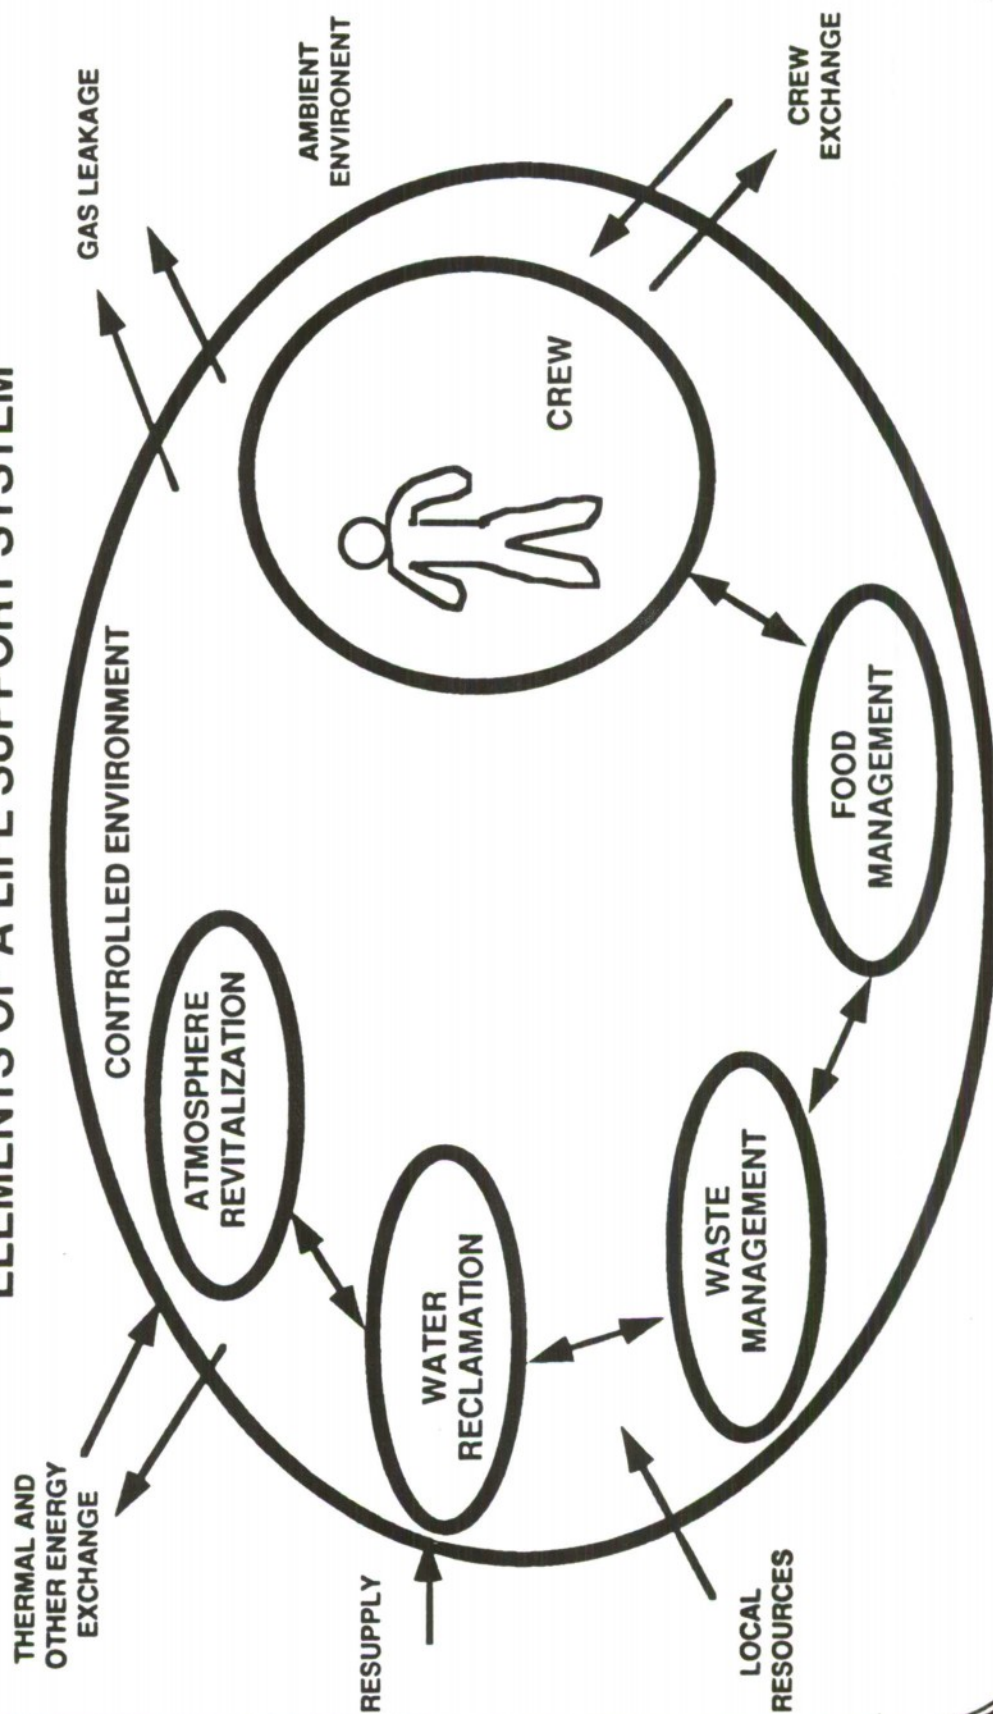 ELEMENTS OF A LIFE SUPPORT SYSTEM
THERMAL AND
OTHER ENERGY
EXCHANGE
GAS LEAKAGE
CONTROLLED ENVIRONMENT
AMBIENT
ENVIRONENT
ATMOSPHERE
REVITALIZATION
RESUPPLY
WATER
RECLAMATION
CREW
WASTE
MANAGEMENT
FOOD
MANAGEMENT
LOCAL
RESOURCES
CREW
EXCHANGE